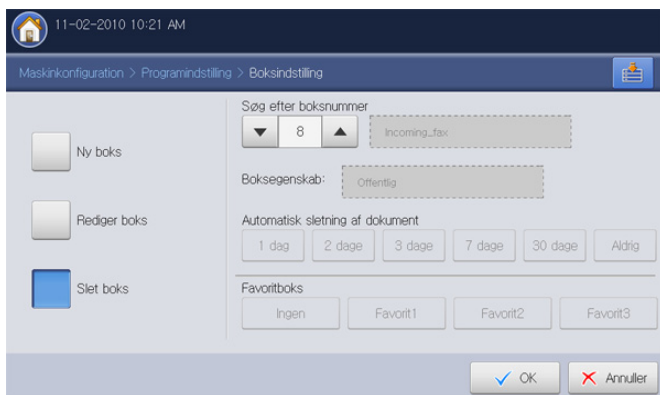 11-02-2010 10:21 AM
Maskinkonfiguration > Programindstilling > Boksindstilling
Ny boks
Rediger boks
Slet boks
Søg efter boksnummer
8
Incoming_fax
Boksegenskab:
Offentlig
Automatisk sletning af dokument
1 dag 2 dage 3 dage 7 dage 30 dage Aldrig
Favoritboks
Ingen Favorit1 Favorit2 Favorit3
OK Annuller